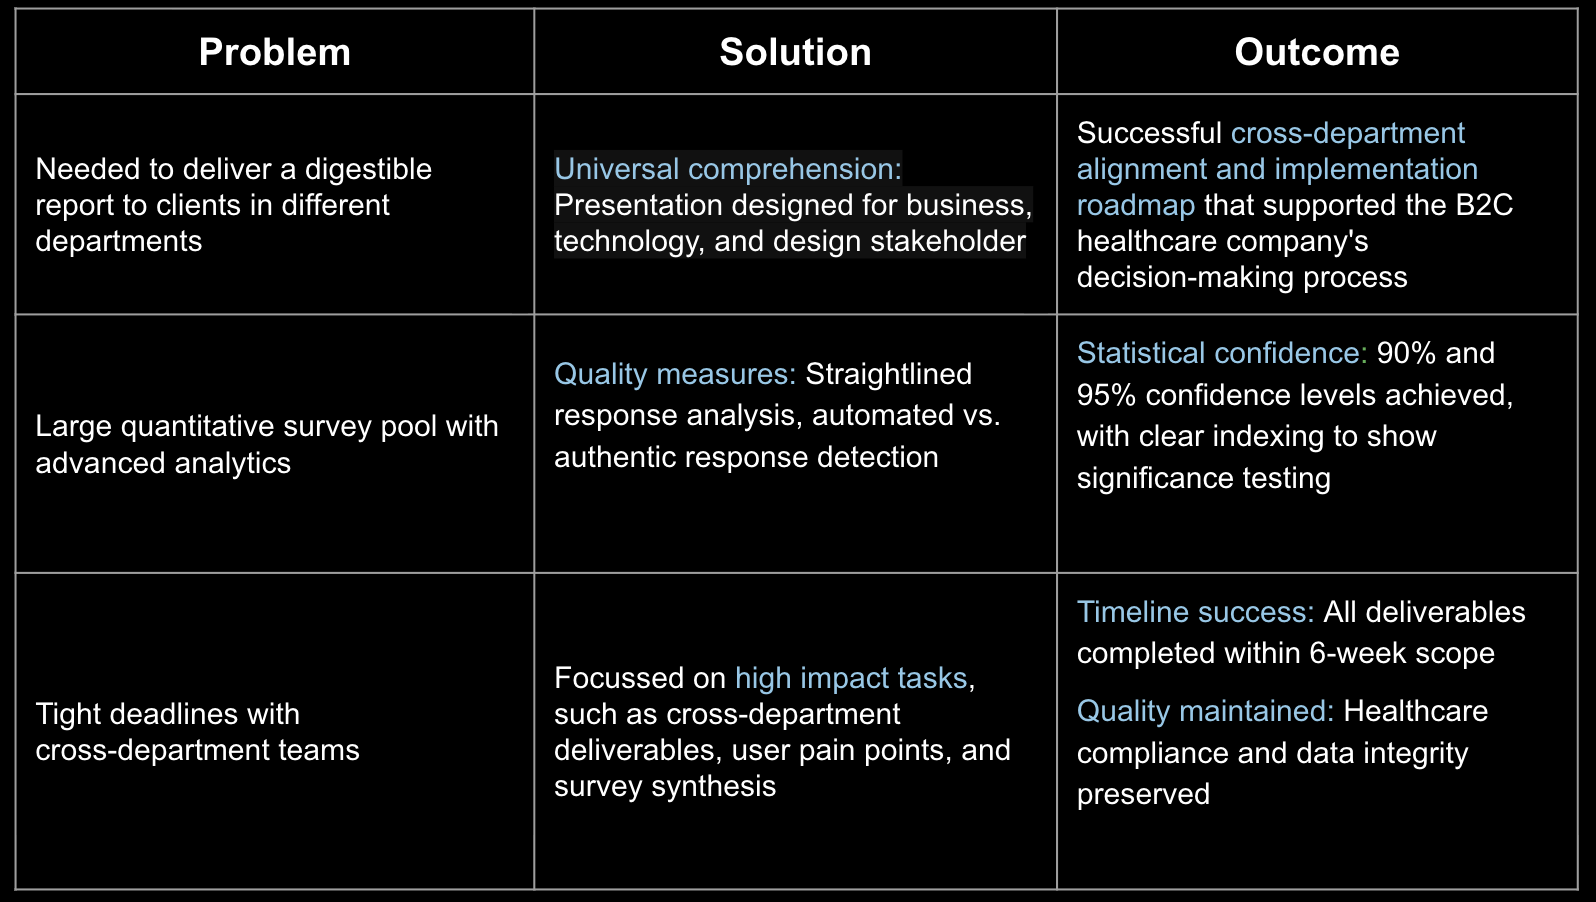 Problem
Solution
Outcome
Needed to deliver a digestible
report to clients in different
departments
Universal comprehension:
Presentation designed for business,
technology, and design stakeholder
Successful cross-department
alignment and implementation
roadmap that supported the B2C
healthcare company's
decision-making process
Large quantitative survey pool with
advanced analytics
Quality measures: Straightlined
response analysis, automated vs.
authentic response detection
Statistical confidence: 90% and
95% confidence levels achieved,
with clear indexing to show
significance testing
Tight deadlines with
cross-department teams
Focussed on high impact tasks,
such as cross-department
deliverables, user pain points, and
survey synthesis
Timeline success: All deliverables
completed within 6-week scope
Quality maintained: Healthcare
compliance and data integrity
preserved